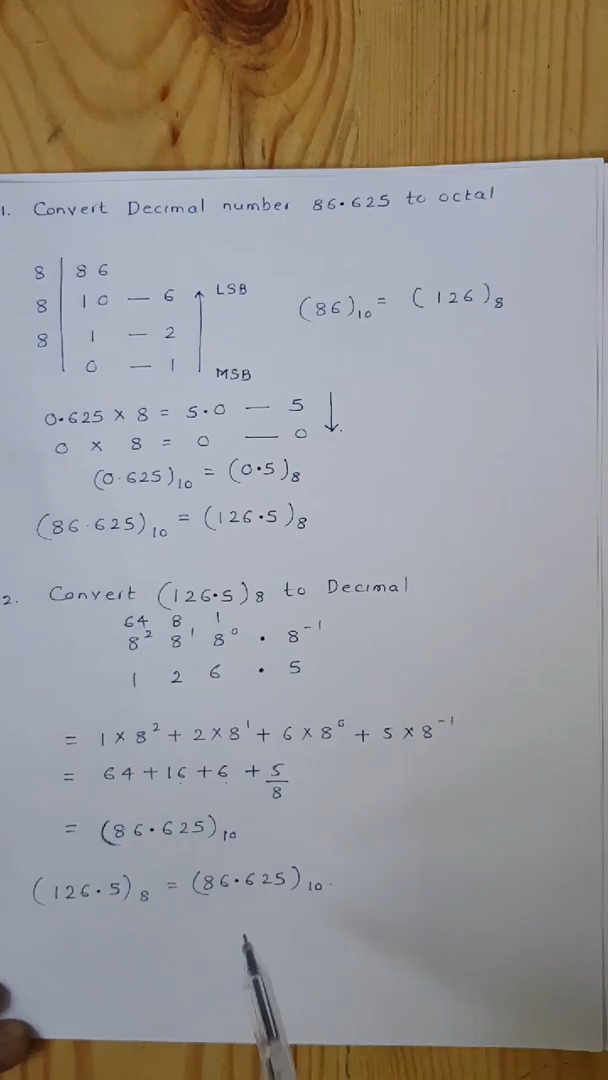 1. Convert Decimal number 86.625 to octal
8 | 86
8 | 10 — 6 ↑ LSB
8 | 1 — 2
0 — 1 MSB
(86)₁₀ = (126)₈
0.625 × 8 = 5.0 — 5 ↓
0 × 8 = 0 — 0
(0.625)₁₀ = (0.5)₈
(86.625)₁₀ = (126.5)₈
2. Convert (126.5)₈ to Decimal
64 8 1
8² 8¹ 8⁰ . 8⁻¹
1 2 6 . 5
= 1 × 8² + 2 × 8¹ + 6 × 8⁰ + 5 × 8⁻¹
= 64 + 16 + 6 + 5/8
= (86.625)₁₀
(126.5)₈ = (86.625)₁₀.